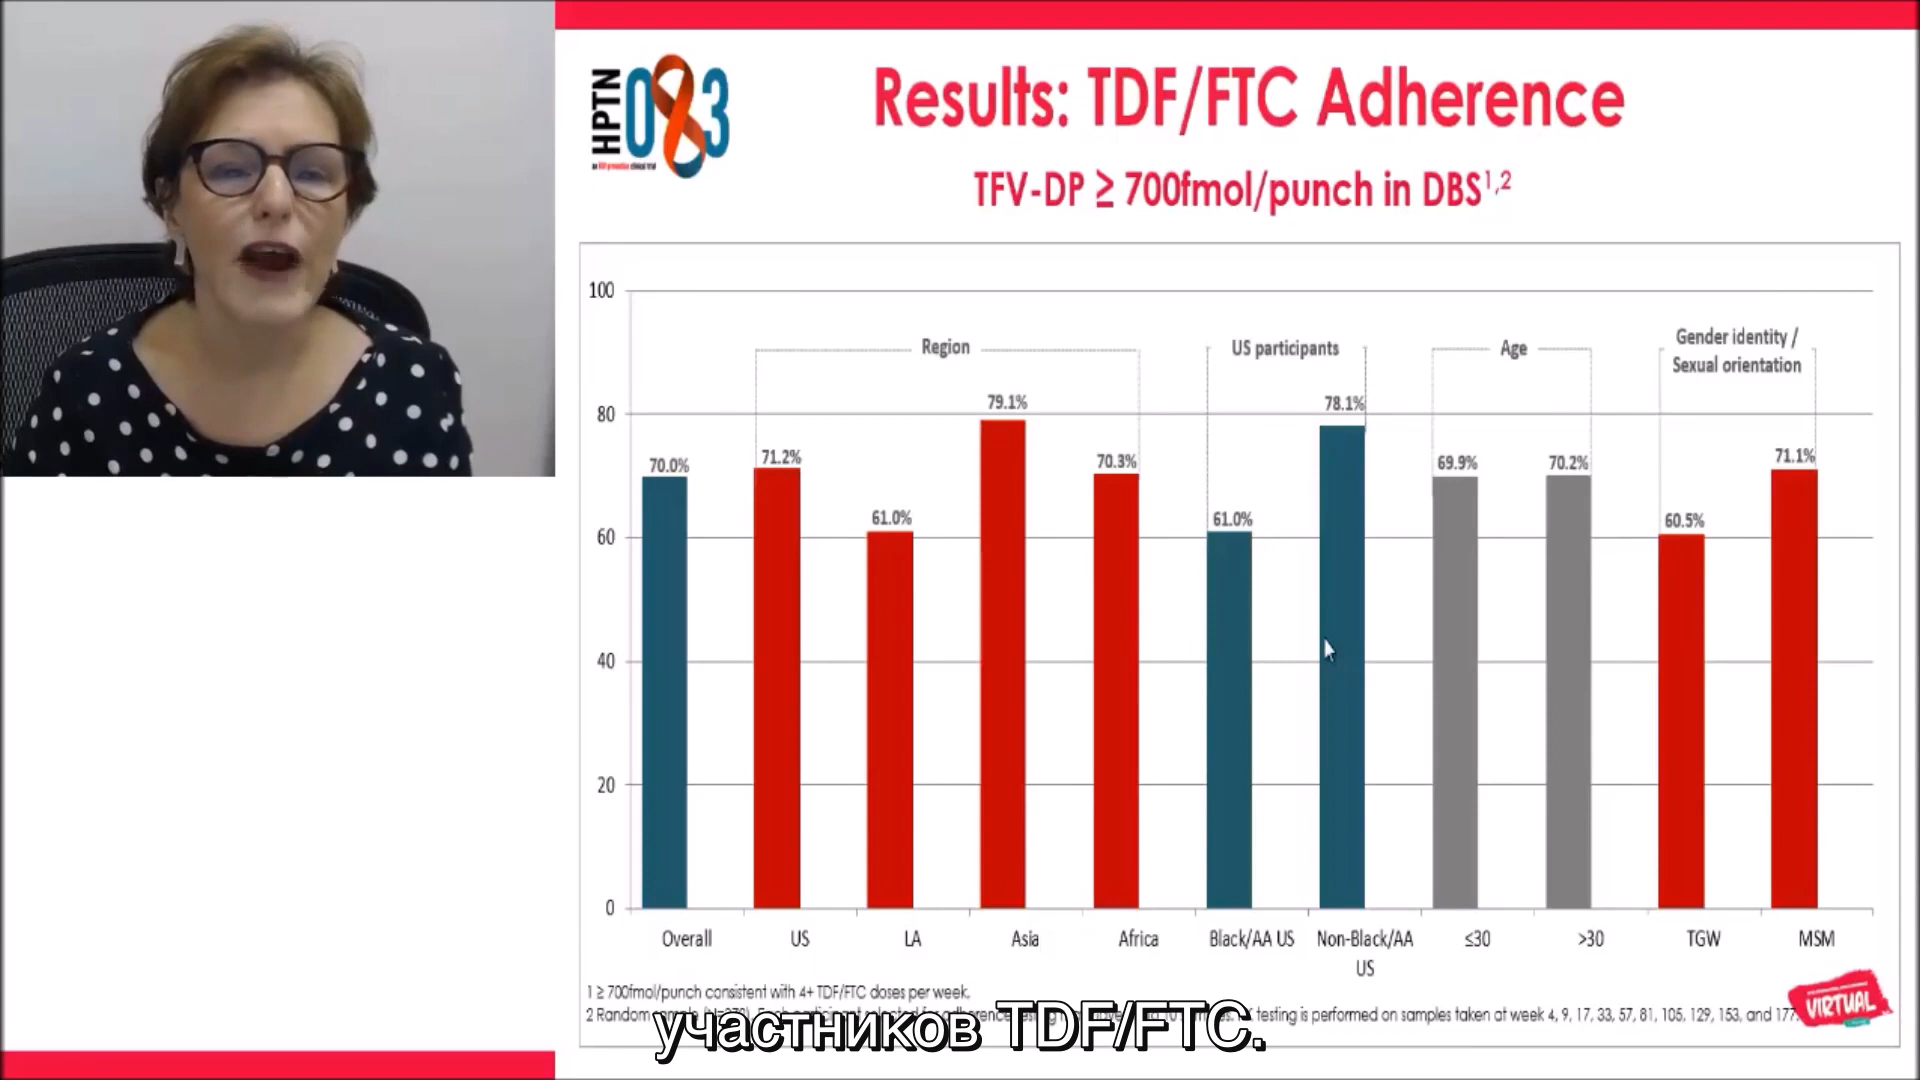 HPTN 083
Results: TDF/FTC Adherence
TFV-DP ≥ 700fmol/punch in DBS1,2
100
80
60
40
20
0
Region
US participants
Age
Gender identity /
Sexual orientation
70.0%
71.2%
61.0%
79.1%
70.3%
61.0%
78.1%
69.9%
70.2%
60.5%
71.1%
Overall
US
LA
Asia
Africa
Black/AA US
Non-Black/AA
US
≤30
>30
TGW
MSM
1 ≥ 700fmol/punch consistent with 4+ TDF/FTC doses per week.
2 Random testing is performed on samples taken at week 4, 9, 17, 33, 57, 81, 105, 129, 153, and 177.
участников TDF/FTC.
VIRTUAL